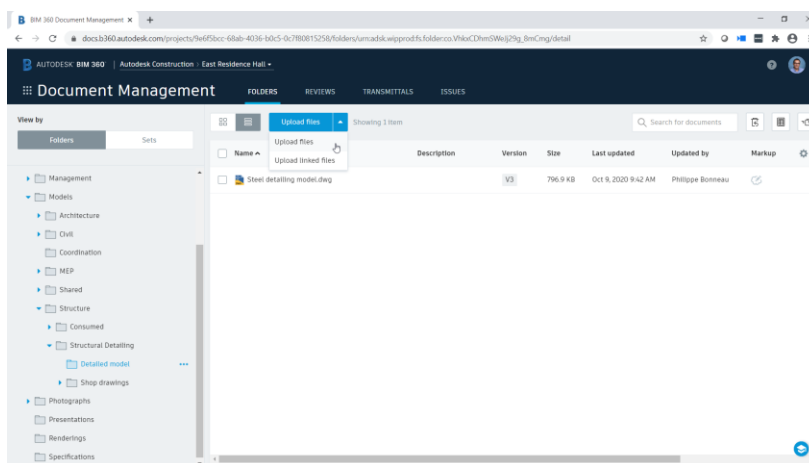 BIM 360 Document Management
docs.b360.autodesk.com/projects/9e6f5bcc-68ab-4036-b0c5-0c7f80815258/folders/urn:adsk.wipprod:fs.folder:co.VhkxCDhmSWeJj29g_8mCmg/detail
AUTODESK BIM 360 | Autodesk Construction > East Residence Hall
Document Management FOLDERS REVIEWS TRANSMITTALS ISSUES
View by
Folders Sets
Upload files Showing 1 item Search for documents
Upload files
Upload linked files
Name Description Version Size Last updated Updated by Markup
Steel detailing model.dwg V3 796.9 KB Oct 9, 2020 9:42 AM Philippe Bonneau
Management
Models
Architecture
Civil
Coordination
MEP
Shared
Structure
Consumed
Structural Detailing
Detailed model
Shop drawings
Photographs
Presentations
Renderings
Specifications